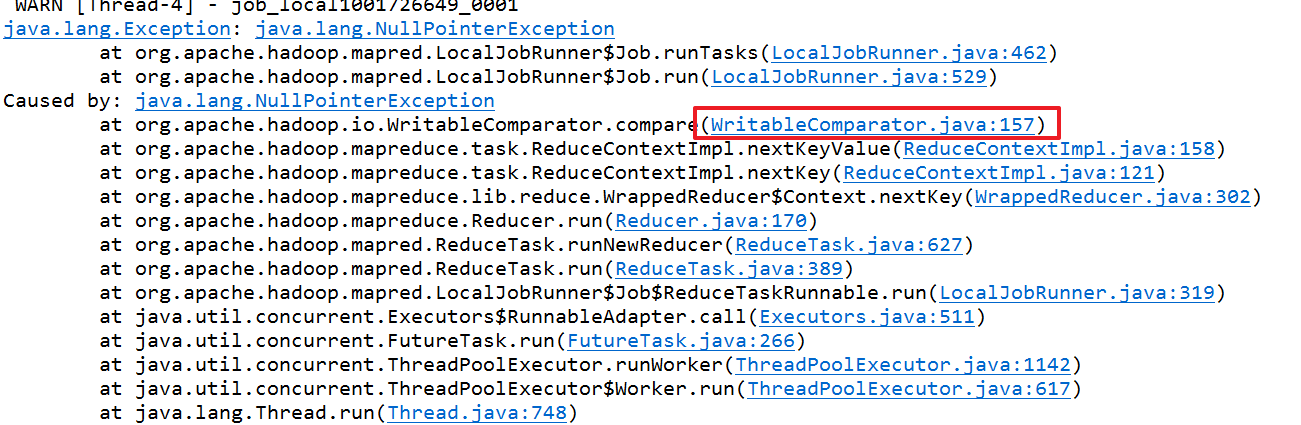 WARN [Thread-4] - job_local1001726649_0001
java.lang.Exception: java.lang.NullPointerException
at org.apache.hadoop.mapred.LocalJobRunner$Job.runTasks(LocalJobRunner.java:462)
at org.apache.hadoop.mapred.LocalJobRunner$Job.run(LocalJobRunner.java:529)
Caused by: java.lang.NullPointerException
at org.apache.hadoop.io.WritableComparator.compare(WritableComparator.java:157)
at org.apache.hadoop.mapreduce.task.ReduceContextImpl.nextKeyValue(ReduceContextImpl.java:158)
at org.apache.hadoop.mapreduce.task.ReduceContextImpl.nextKey(ReduceContextImpl.java:121)
at org.apache.hadoop.mapreduce.lib.reduce.WrappedReducer$Context.nextKey(WrappedReducer.java:302)
at org.apache.hadoop.mapreduce.Reducer.run(Reducer.java:170)
at org.apache.hadoop.mapred.ReduceTask.runNewReducer(ReduceTask.java:627)
at org.apache.hadoop.mapred.ReduceTask.run(ReduceTask.java:389)
at org.apache.hadoop.mapred.LocalJobRunner$Job$ReduceTaskRunnable.run(LocalJobRunner.java:319)
at java.util.concurrent.Executors$RunnableAdapter.call(Executors.java:511)
at java.util.concurrent.FutureTask.run(FutureTask.java:266)
at java.util.concurrent.ThreadPoolExecutor.runWorker(ThreadPoolExecutor.java:1142)
at java.util.concurrent.ThreadPoolExecutor$Worker.run(ThreadPoolExecutor.java:617)
at java.lang.Thread.run(Thread.java:748)